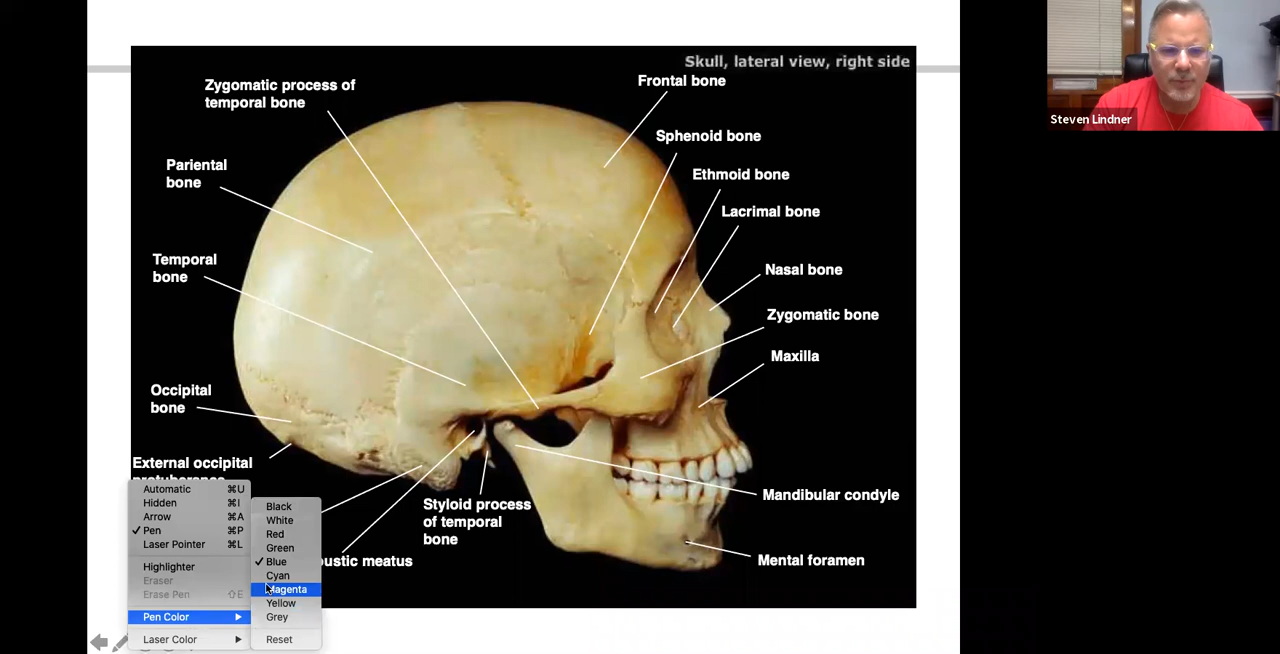 Skull, lateral view, right side
Zygomatic process of
temporal bone
Frontal bone
Sphenoid bone
Pariental
bone
Ethmoid bone
Lacrimal bone
Temporal
bone
Nasal bone
Zygomatic bone
Maxilla
Occipital
bone
External occipital
Mandibular condyle
Styloid process
of temporal
bone
Mental foramen
meatus
Automatic ⌘U
Hidden ⌘I
Arrow ⌘A
✓ Pen ⌘P
Laser Pointer ⌘L
Highlighter
Eraser
Erase Pen ⇧E
Pen Color
Laser Color
Black
White
Red
Green
✓ Blue
Cyan
Magenta
Yellow
Grey
Reset
Steven Lindner